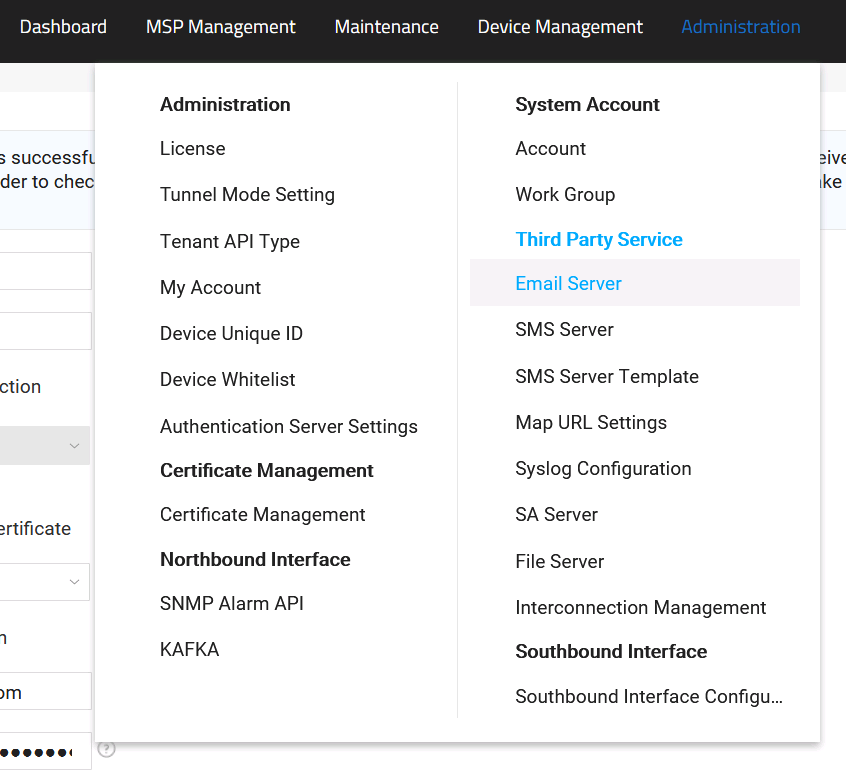 Dashboard MSP Management Maintenance Device Management Administration
Administration
License
Tunnel Mode Setting
Tenant API Type
My Account
Device Unique ID
Device Whitelist
Authentication Server Settings
Certificate Management
Certificate Management
Northbound Interface
SNMP Alarm API
KAFKA
System Account
Account
Work Group
Third Party Service
Email Server
SMS Server
SMS Server Template
Map URL Settings
Syslog Configuration
SA Server
File Server
Interconnection Management
Southbound Interface
Southbound Interface Configu...
s successfu
der to chec
ction
ertificate
om
eive